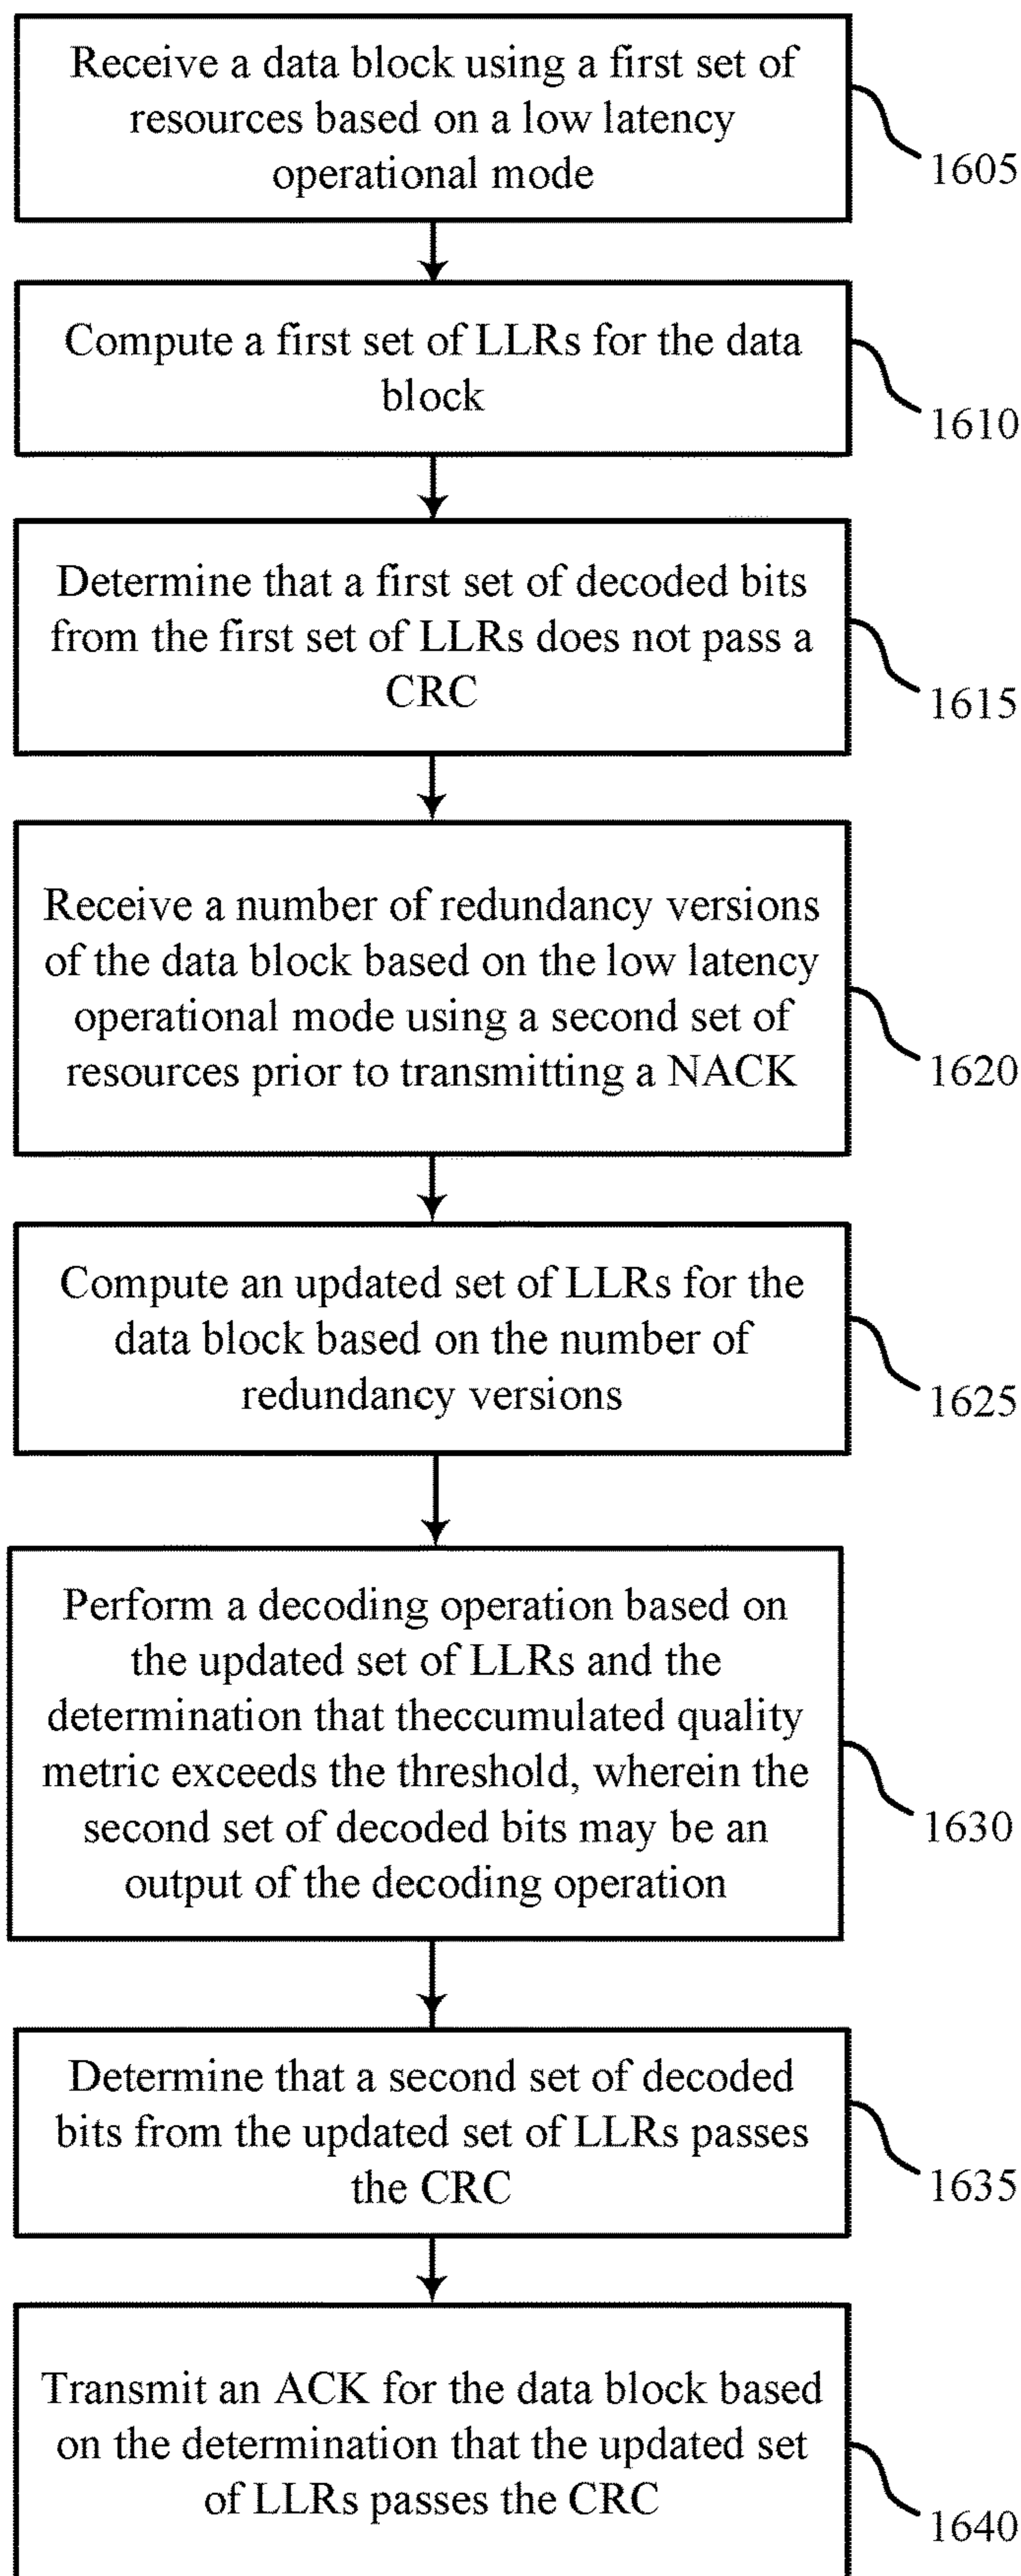 Receive a data block using a first set of
resources based on a low latency
operational mode
1605
Compute a first set of LLRs for the data
block
1610
Determine that a first set of decoded bits
from the first set of LLRs does not pass a
CRC
1615
Receive a number of redundancy versions
of the data block based on the low latency
operational mode using a second set of
resources prior to transmitting a NACK
1620
Compute an updated set of LLRs for the
data block based on the number of
redundancy versions
1625
Perform a decoding operation based on
the updated set of LLRs and the
determination that theccumulated quality
metric exceeds the threshold, wherein the
second set of decoded bits may be an
output of the decoding operation
1630
Determine that a second set of decoded
bits from the updated set of LLRs passes
the CRC
1635
Transmit an ACK for the data block based
on the determination that the updated set
of LLRs passes the CRC
1640